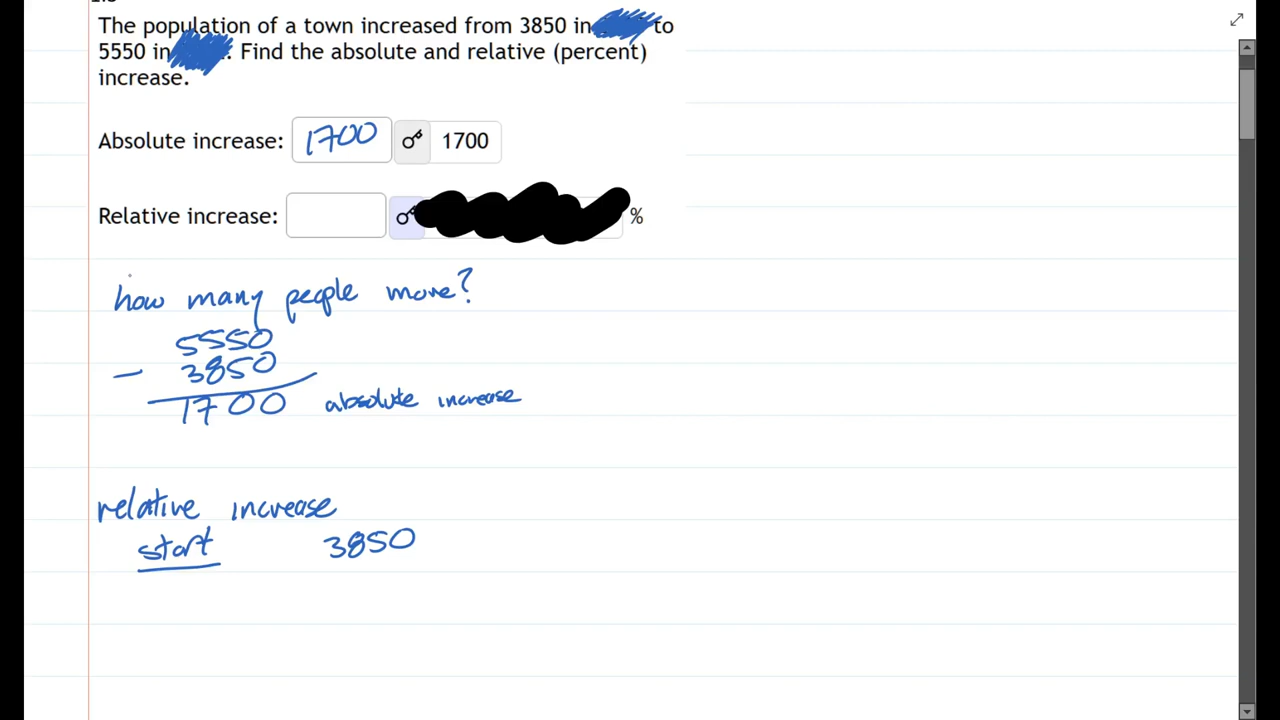 The population of a town increased from 3850 in to
5550 in . Find the absolute and relative (percent)
increase.
Absolute increase: 1700 1700
Relative increase: %
how many people more?
5550
- 3850
1700 absolute increase
relative increase
start 3850